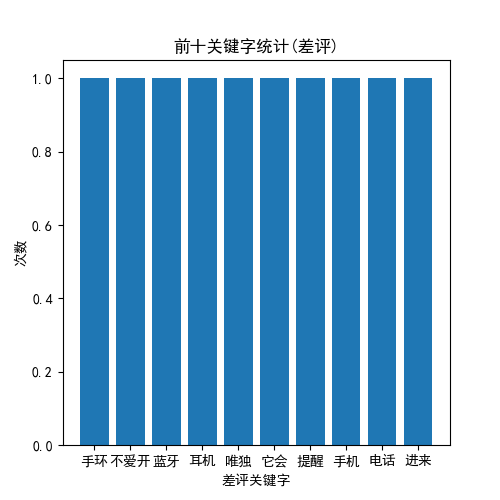 前十关键字统计(差评)
次数
1.0
0.8
0.6
0.4
0.2
0.0
手环 不爱开 蓝牙 耳机 唯独 它会 提醒 手机 电话 进来
差评关键字